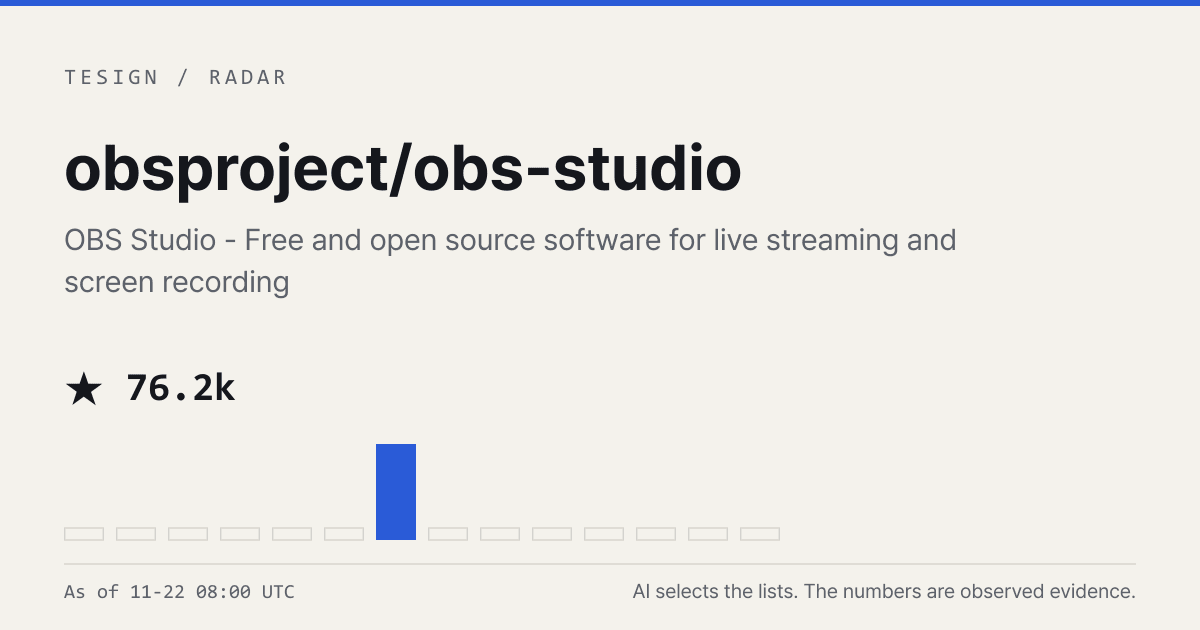 TESIGN / RADAR
obsproject/obs-studio
OBS Studio - Free and open source software for live streaming and
screen recording
★ 76.2k
As of 11-22 08:00 UTC
AI selects the lists. The numbers are observed evidence.